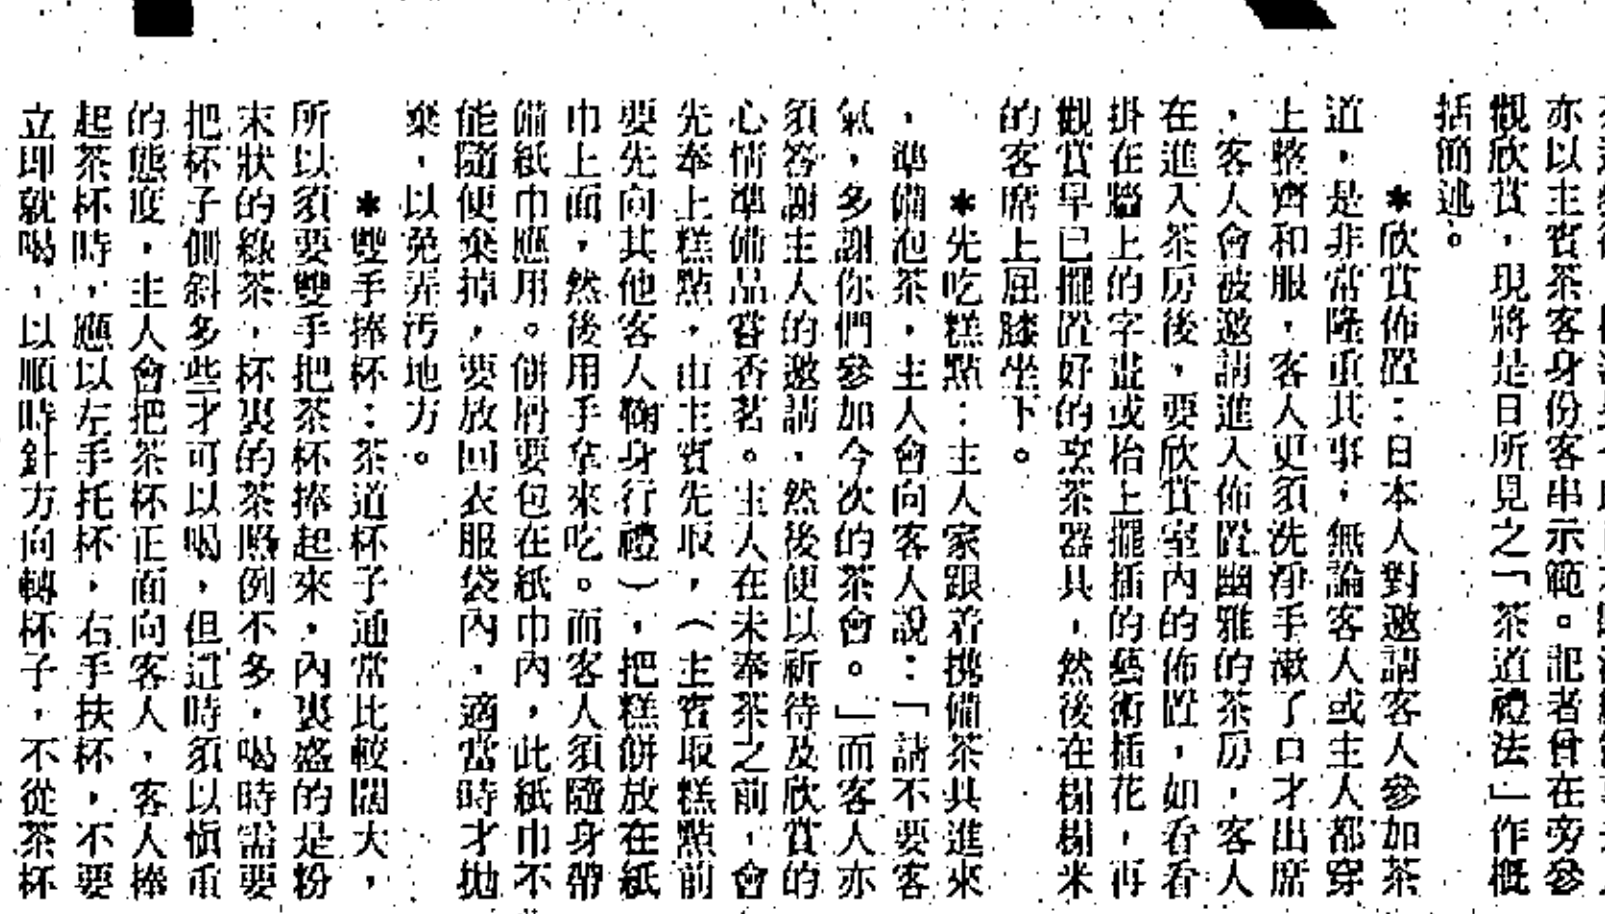 亦以主賓茶客身份客串示範。記者曾在旁參
觀欣賞，現將是日所見之「茶道禮法」作概
括簡述。
＊欣賞佈置：日本人對邀請客人參加茶
道，是非常隆重其事，無論客人或主人都穿
上整齊和服，客人更須洗淨手漱了口才出席
，客人會被邀請進入佈置幽雅的茶房，客人
在進入茶房後，要欣賞室內的佈置，如看看
掛在牆上的字畫或枱上擺插的藝術插花，再
觀賞早已擺置好的烹茶器具，然後在榻榻米
的客席上屈膝坐下。
＊先吃糕點：主人家跟着携備茶具進來
，準備泡茶，主人會向客人說：「請不要客
氣，多謝你們參加今次的茶會。」而客人亦
須答謝主人的邀請，然後便以祈待及欣賞的
心情準備品嘗香茗。主人在未奉茶之前，會
先奉上糕點，由主賓先取，（主賓取糕點前
要先向其他客人鞠身行禮），把糕餅放在紙
巾上面，然後用手拿來吃。而客人須隨身帶
備紙巾應用。餅屑要包在紙巾內，此紙巾不
能隨便棄掉，要放回衣服袋內，適當時才拋
棄，以免弄污地方。
＊雙手捧杯：茶道杯子通常比較闊大，
所以須要雙手把茶杯捧起來，內裏盛的是粉
末狀的綠茶，杯裏的茶照例不多，喝時需要
把杯子側斜多些才可以喝，但這時須以慎重
的態度，主人會把茶杯正面向客人，客人捧
起茶杯時，應以左手托杯，右手扶杯，不要
立即就喝，以順時針方向轉杯子，不從茶杯